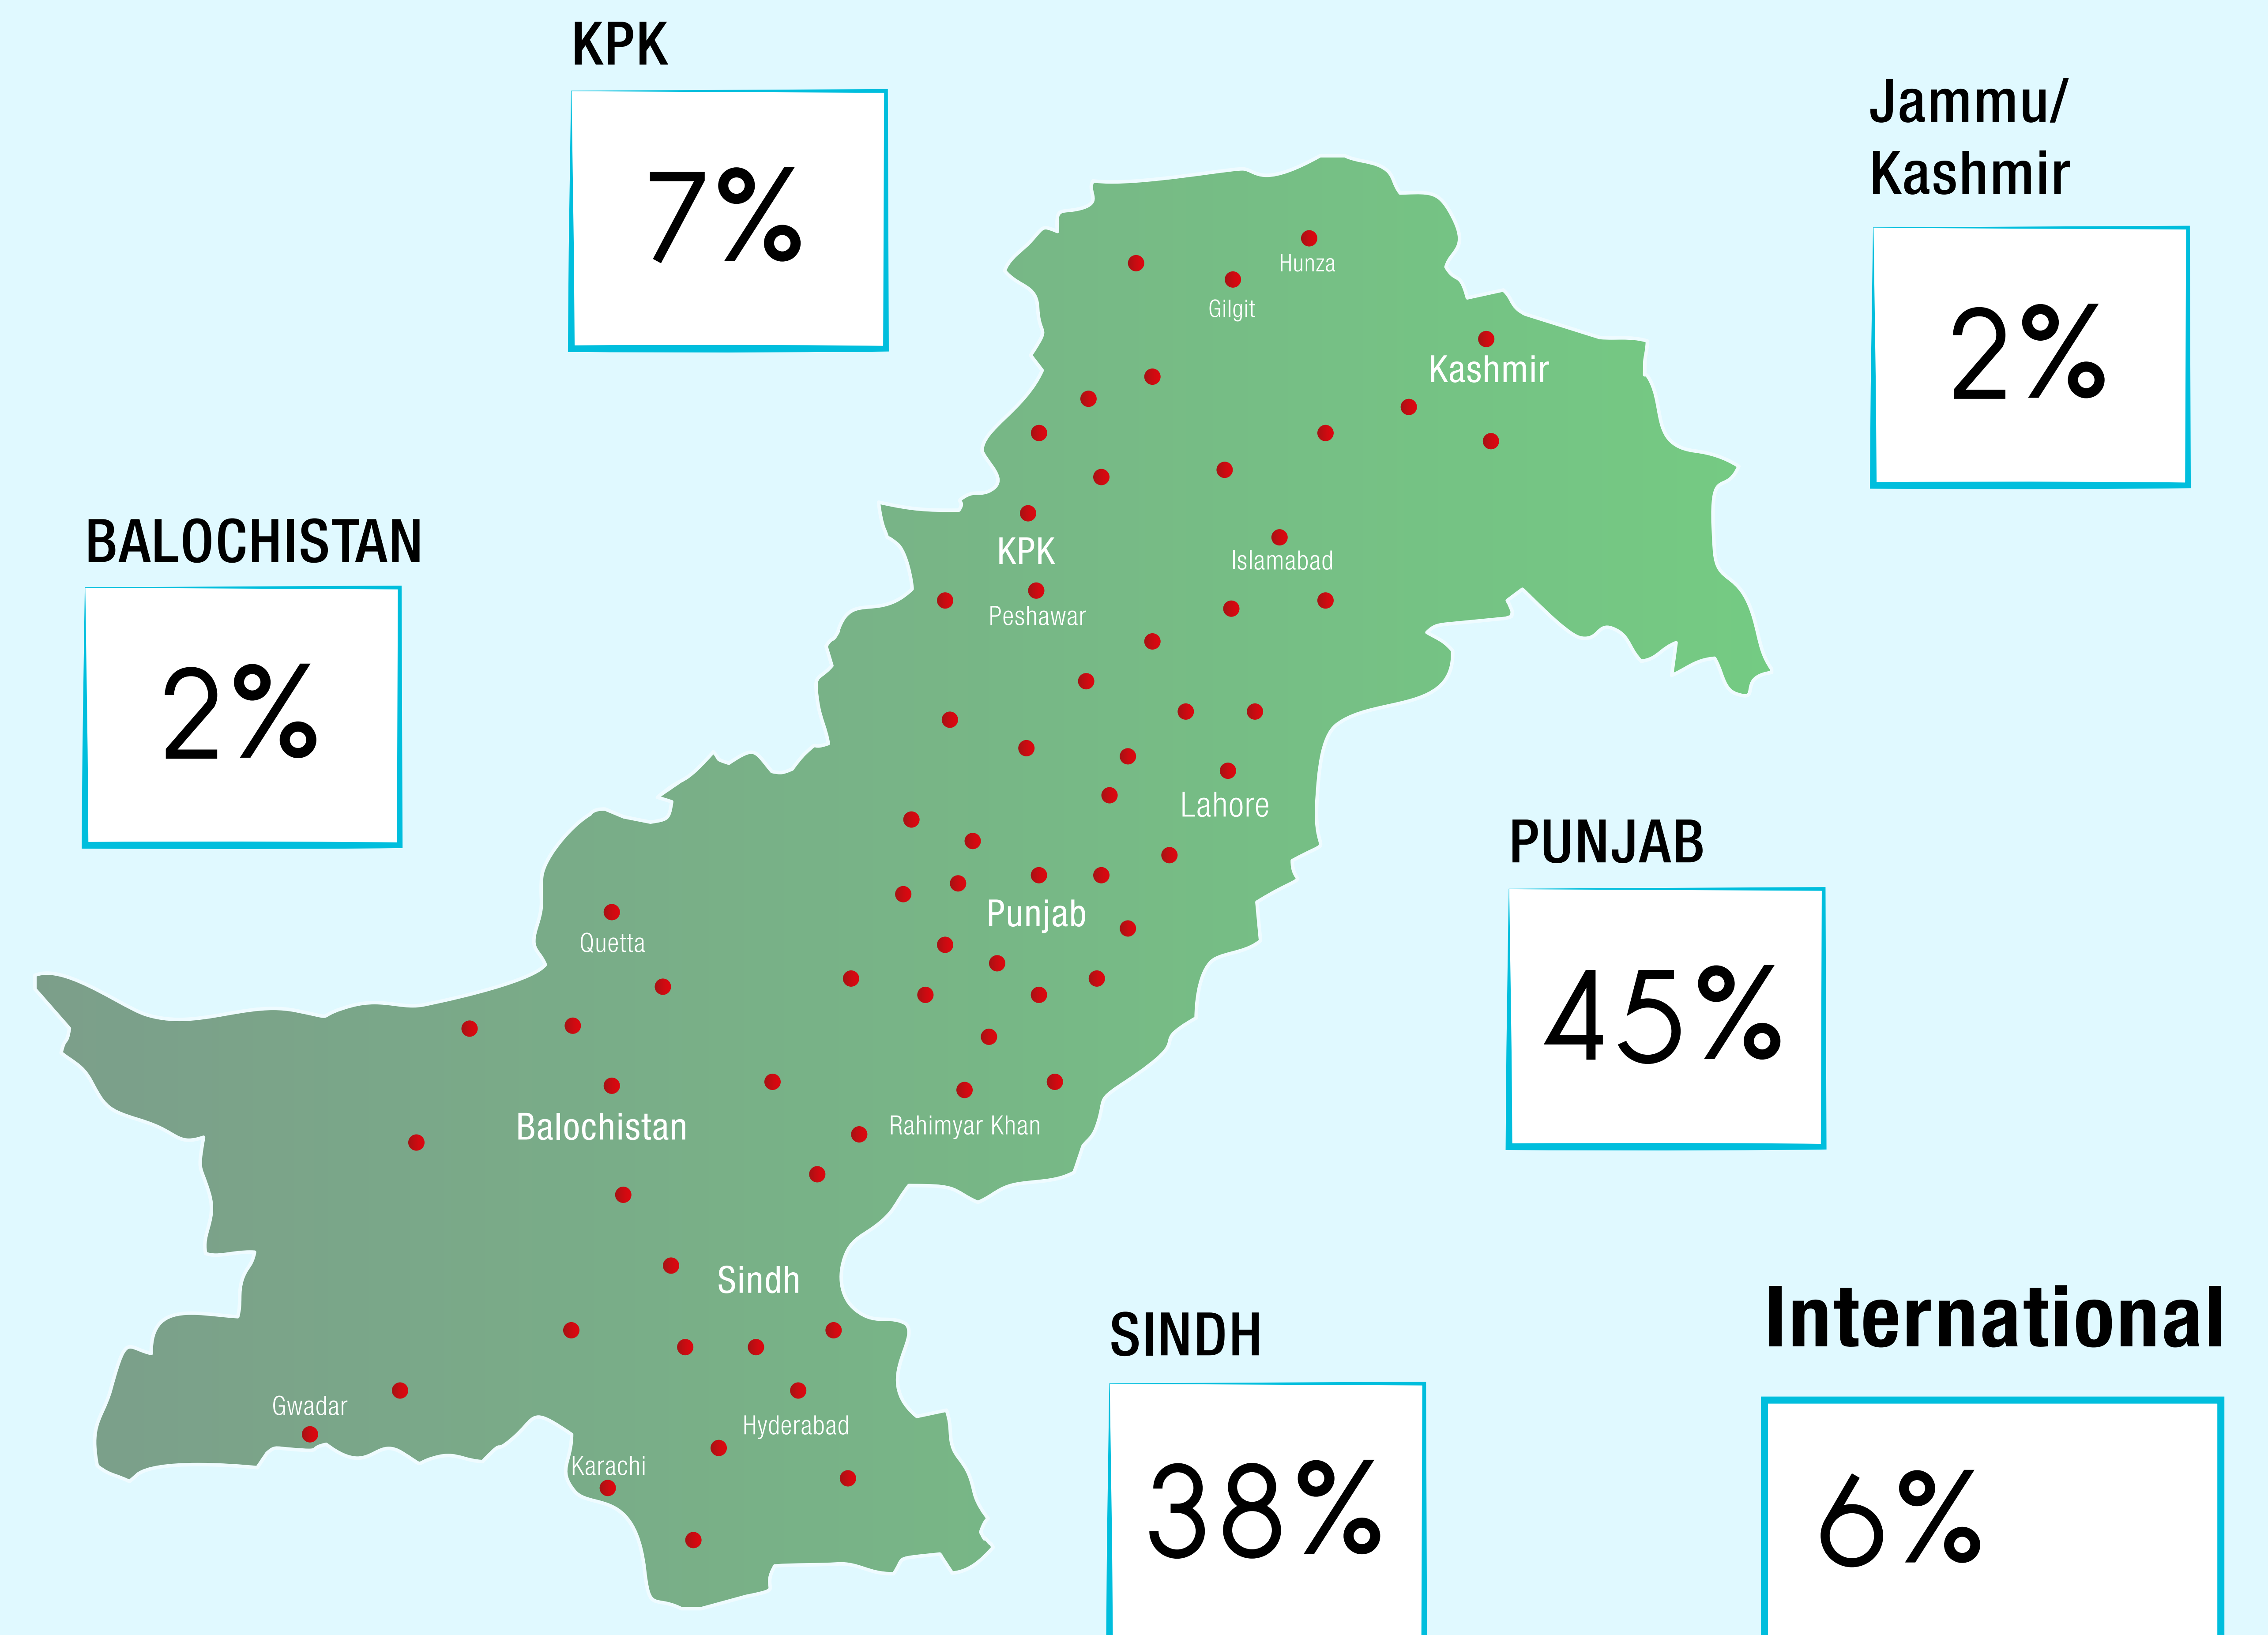 KPK
7%
Jammu/
Kashmir
2%
Hunza
Gilgit
Kashmir
BALOCHISTAN
2%
KPK
Islamabad
Peshawar
Lahore
PUNJAB
45%
Punjab
Quetta
Balochistan
Rahimyar Khan
Sindh
SINDH
38%
International
6%
Gwadar
Hyderabad
Karachi